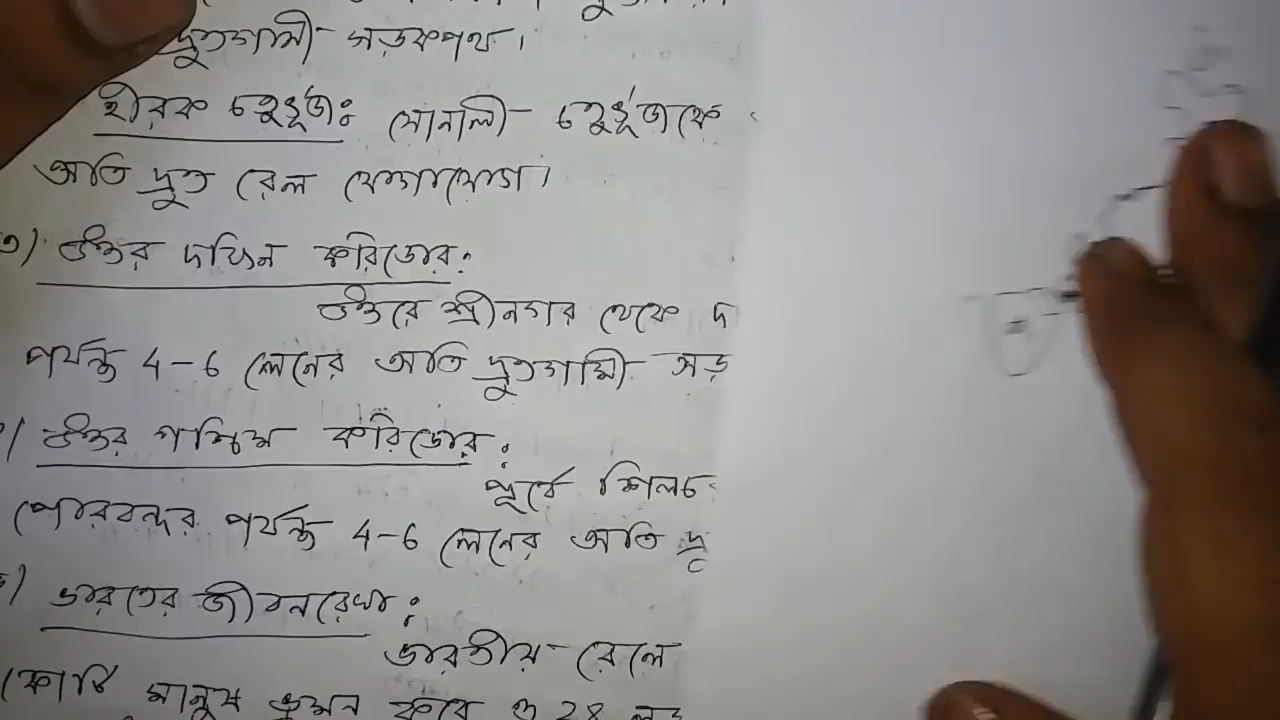 দ্রুতগামী সড়কপথ।
হীরক চতুর্ভূজঃ সোনালী চতুর্ভূজকে
অতি দ্রুত রেল যোগাযোগ।
৩) উত্তর দক্ষিন করিডোর:
উত্তরে শ্রীনগর থেকে দ
পর্যন্ত 4-6 লেনের অতি দ্রুতগামী সড়
উত্তর পশ্চিম করিডোর:
পূর্বে শিলচ
পোরবন্দর পর্যন্ত 4-6 লেনের অতি দ্রু
ভারতের জীবনরেখা:
ভারতীয় রেলে
মানুষ ভ্রমন করে ও